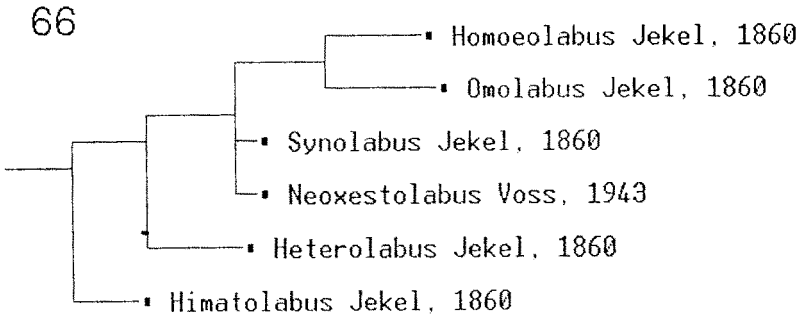 66
Homoeolabus Jekel, 1860
Omolabus Jekel, 1860
Synolabus Jekel, 1860
Neoxestolabus Voss, 1943
Heterolabus Jekel, 1860
Himatolabus Jekel, 1860